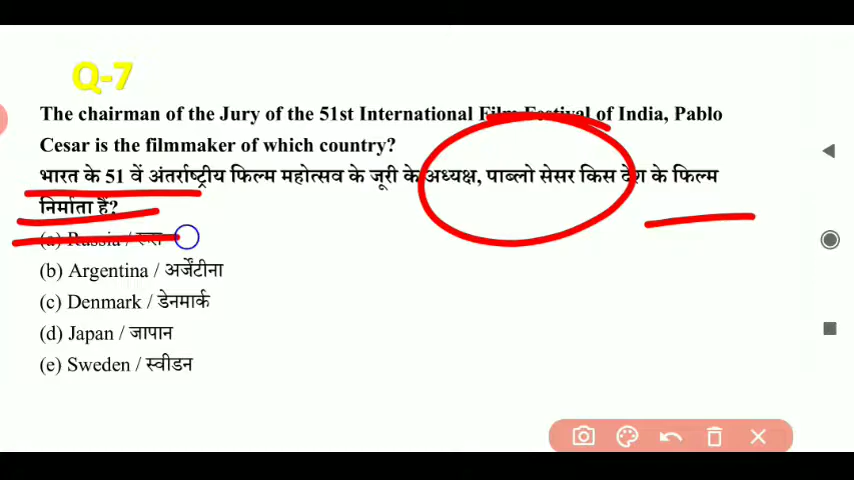 Q-7
The chairman of the Jury of the 51st International Film Festival of India, Pablo
Cesar is the filmmaker of which country?
भारत के 51 वें अंतर्राष्ट्रीय फिल्म महोत्सव के जूरी के अध्यक्ष, पाब्लो सेसर किस देश के फिल्म
निर्माता हैं?
(a) Russia / रूस
(b) Argentina / अर्जेंटीना
(c) Denmark / डेनमार्क
(d) Japan / जापान
(e) Sweden / स्वीडन